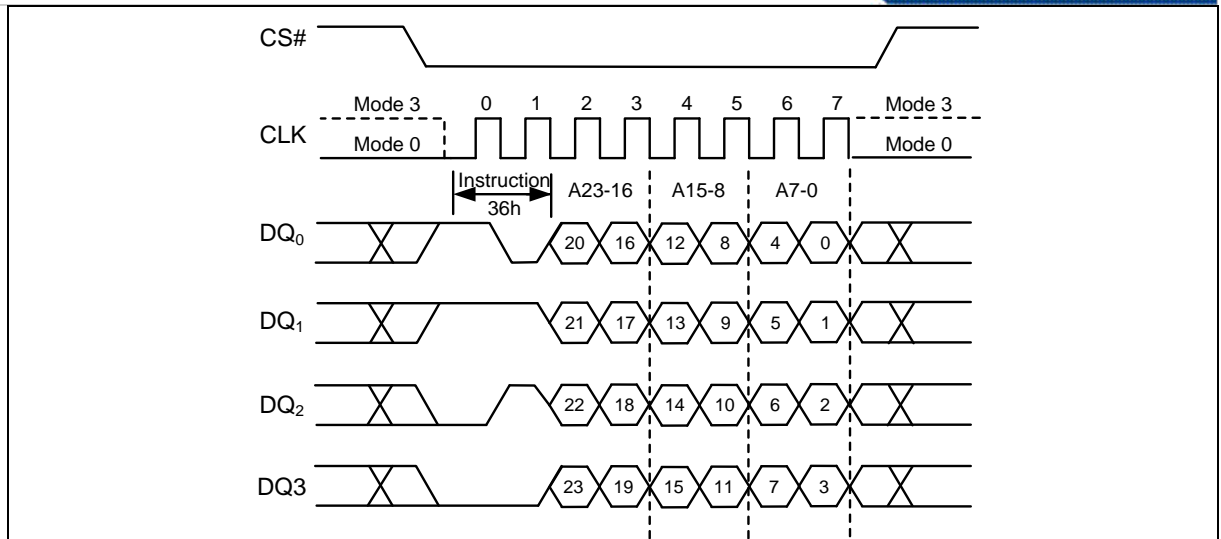 CS#
Mode 3 0 1 2 3 4 5 6 7 Mode 3
CLK
Mode 0 Mode 0
Instruction A23-16 A15-8 A7-0
36h
DQ0 20 16 12 8 4 0
DQ1 21 17 13 9 5 1
DQ2 22 18 14 10 6 2
DQ3 23 19 15 11 7 3